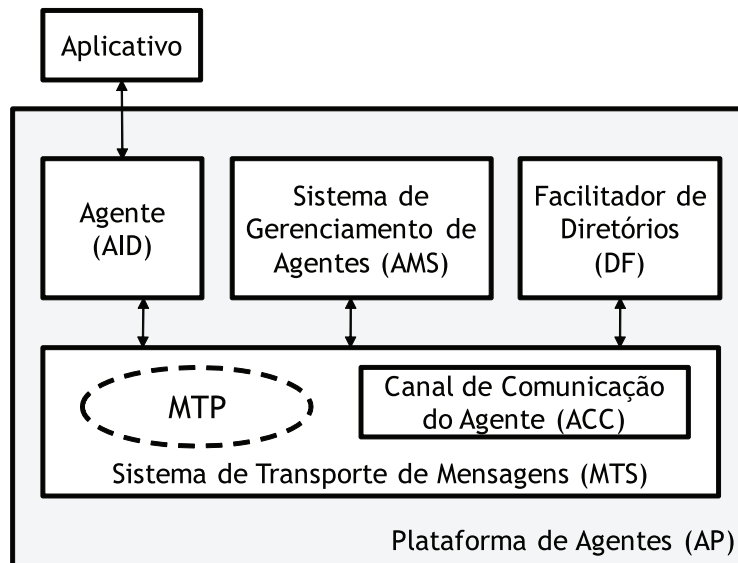 Aplicativo
Agente
(AID)
Sistema de
Gerenciamento de
Agentes (AMS)
Facilitador de
Diretórios
(DF)
MTP
Canal de Comunicação
do Agente (ACC)
Sistema de Transporte de Mensagens (MTS)
Plataforma de Agentes (AP)